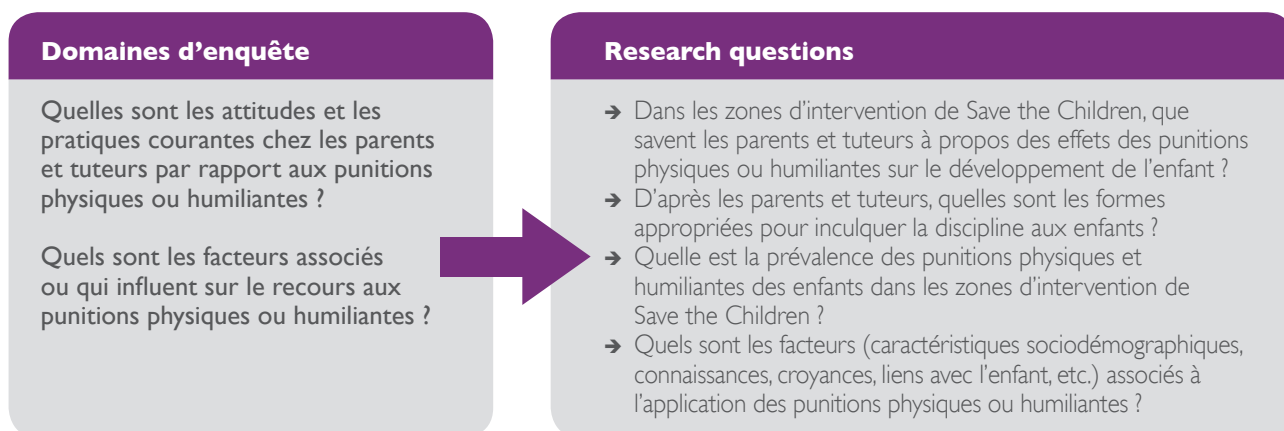 Domaines d’enquête
Quelles sont les attitudes et les
pratiques courantes chez les parents
et tuteurs par rapport aux punitions
physiques ou humiliantes ?
Quels sont les facteurs associés
ou qui influent sur le recours aux
punitions physiques ou humiliantes ?
Research questions
➔ Dans les zones d’intervention de Save the Children, que
savent les parents et tuteurs à propos des effets des punitions
physiques ou humiliantes sur le développement de l’enfant ?
➔ D’après les parents et tuteurs, quelles sont les formes
appropriées pour inculquer la discipline aux enfants ?
➔ Quelle est la prévalence des punitions physiques et
humiliantes des enfants dans les zones d’intervention de
Save the Children ?
➔ Quels sont les facteurs (caractéristiques sociodémographiques,
connaissances, croyances, liens avec l’enfant, etc.) associés à
l’application des punitions physiques ou humiliantes ?